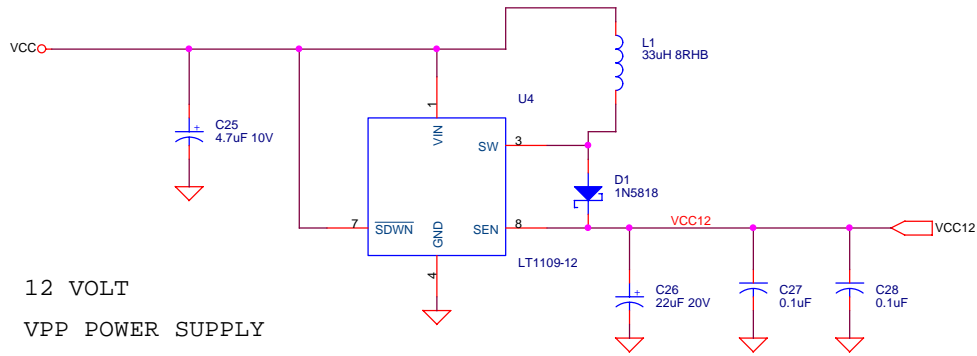 VCC
L1
33uH 8RHB
U4
C25
4.7uF 10V
+
1
VIN
SW
3
D1
1N5818
7
SDWN
GND
SEN
8
VCC12
VCC12
4
LT1109-12
C26
22uF 20V
+
C27
0.1uF
C28
0.1uF
12 VOLT
VPP POWER SUPPLY